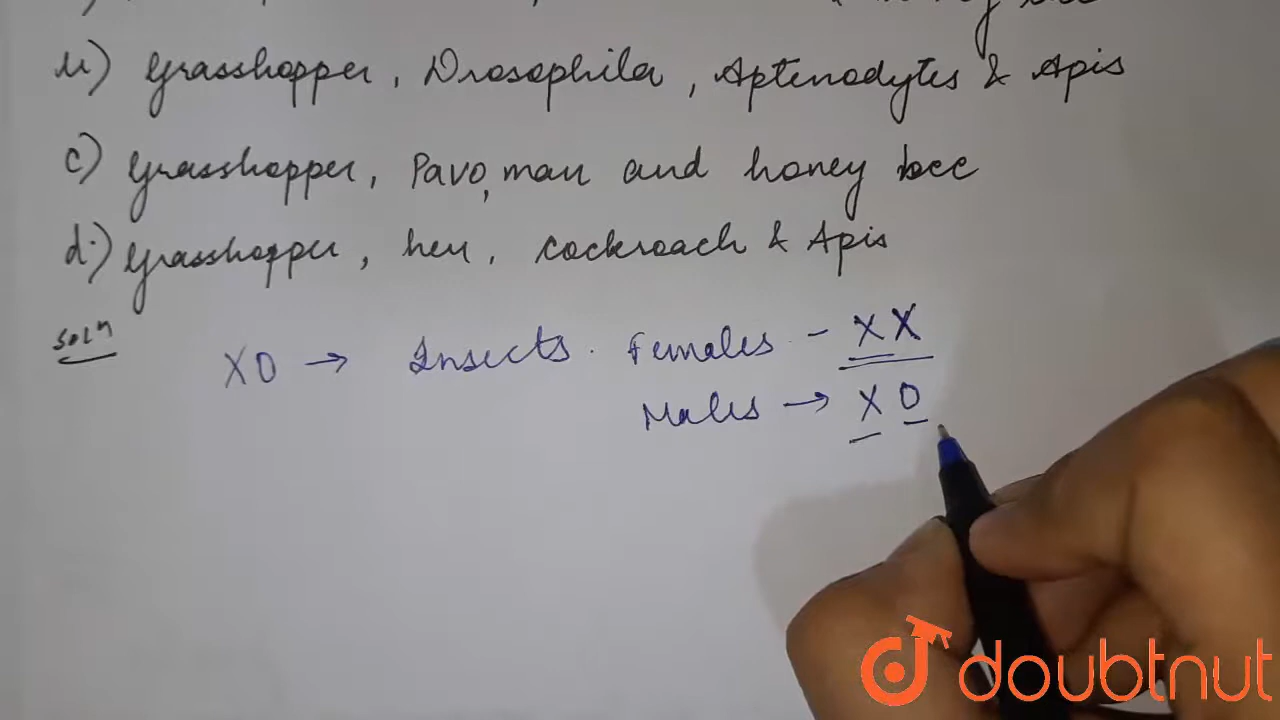 b) Grasshopper, Drosophila, Aptenodytes & Apis
c) Grasshopper, Pavo, man and honey bee
d.) Grasshopper, hen, cockroach & Apis
Solⁿ
XO → Insects. Females - XX
Males → XO
doubtnut